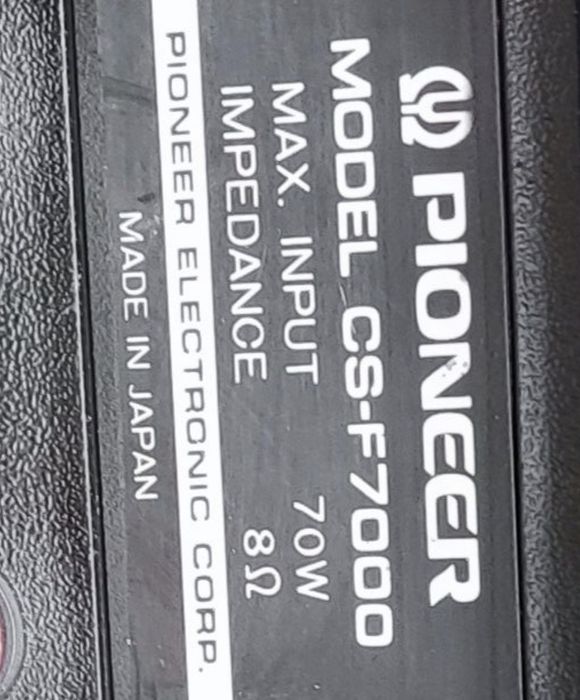 PIONEER
MODEL CS-F7000
MAX. INPUT 70W
IMPEDANCE 8Ω
PIONEER ELECTRONIC CORP.
MADE IN JAPAN